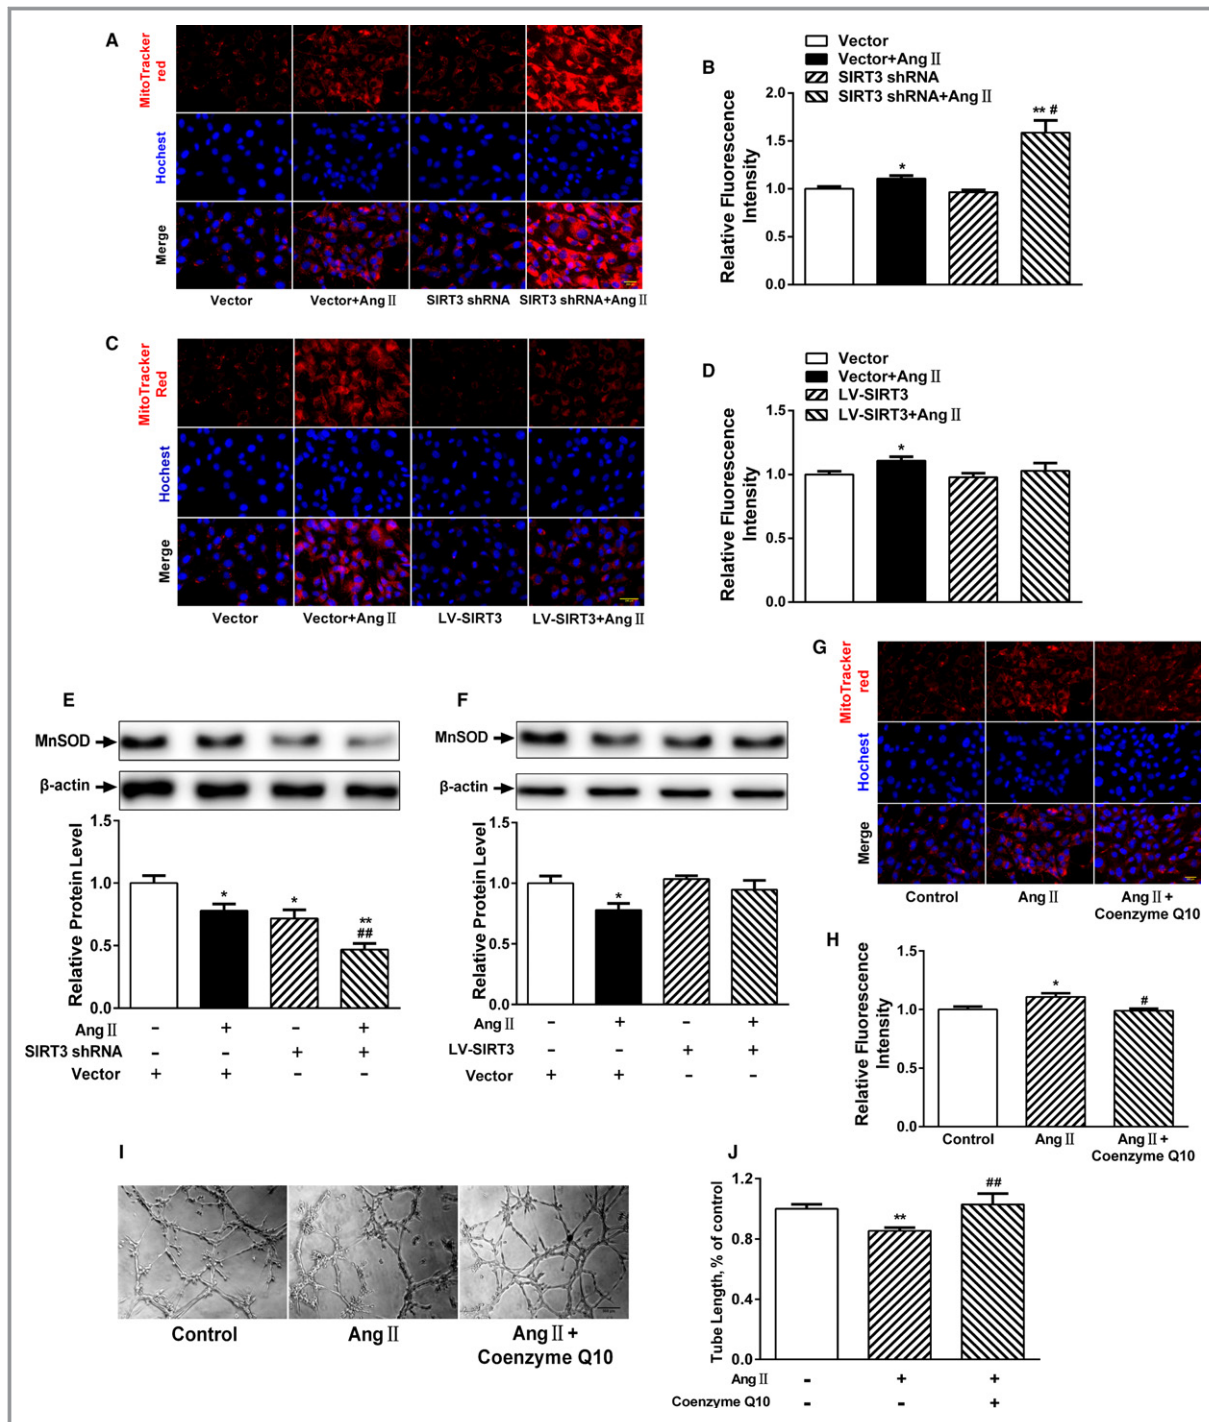 A
MitoTracker
red
Hochest
Merge
Vector
Vector+Ang Ⅱ
SIRT3 shRNA
SIRT3 shRNA+Ang Ⅱ
B
Vector
Vector+Ang Ⅱ
SIRT3 shRNA
SIRT3 shRNA+Ang Ⅱ
Relative Fluorescence
Intensity
2.0
1.5
1.0
0.5
0.0
*
** #
C
MitoTracker
Red
Hochest
Merge
Vector
Vector+Ang Ⅱ
LV-SIRT3
LV-SIRT3+Ang Ⅱ
D
Vector
Vector+Ang Ⅱ
LV-SIRT3
LV-SIRT3+Ang Ⅱ
Relative Fluorescence
Intensity
1.5
1.0
0.5
0.0
*
E
MnSOD
β-actin
Relative Protein Level
1.5
1.0
0.5
0.0
*
*
**
##
Ang Ⅱ - + - +
SIRT3 shRNA - - + +
Vector + + - -
F
MnSOD
β-actin
Relative Protein Level
1.5
1.0
0.5
0.0
*
Ang Ⅱ - + - +
LV-SIRT3 - - + +
Vector + + - -
G
MitoTracker
red
Hochest
Merge
Control
Ang Ⅱ
Ang Ⅱ +
Coenzyme Q10
H
Relative Fluorescence
Intensity
1.5
1.0
0.5
0.0
*
#
Control
Ang Ⅱ
Ang Ⅱ +
Coenzyme Q10
I
Control
Ang Ⅱ
Ang Ⅱ +
Coenzyme Q10
J
Tube Length, % of control
1.2
0.8
0.4
0.0
**
##
Ang Ⅱ - + +
Coenzyme Q10 - - +